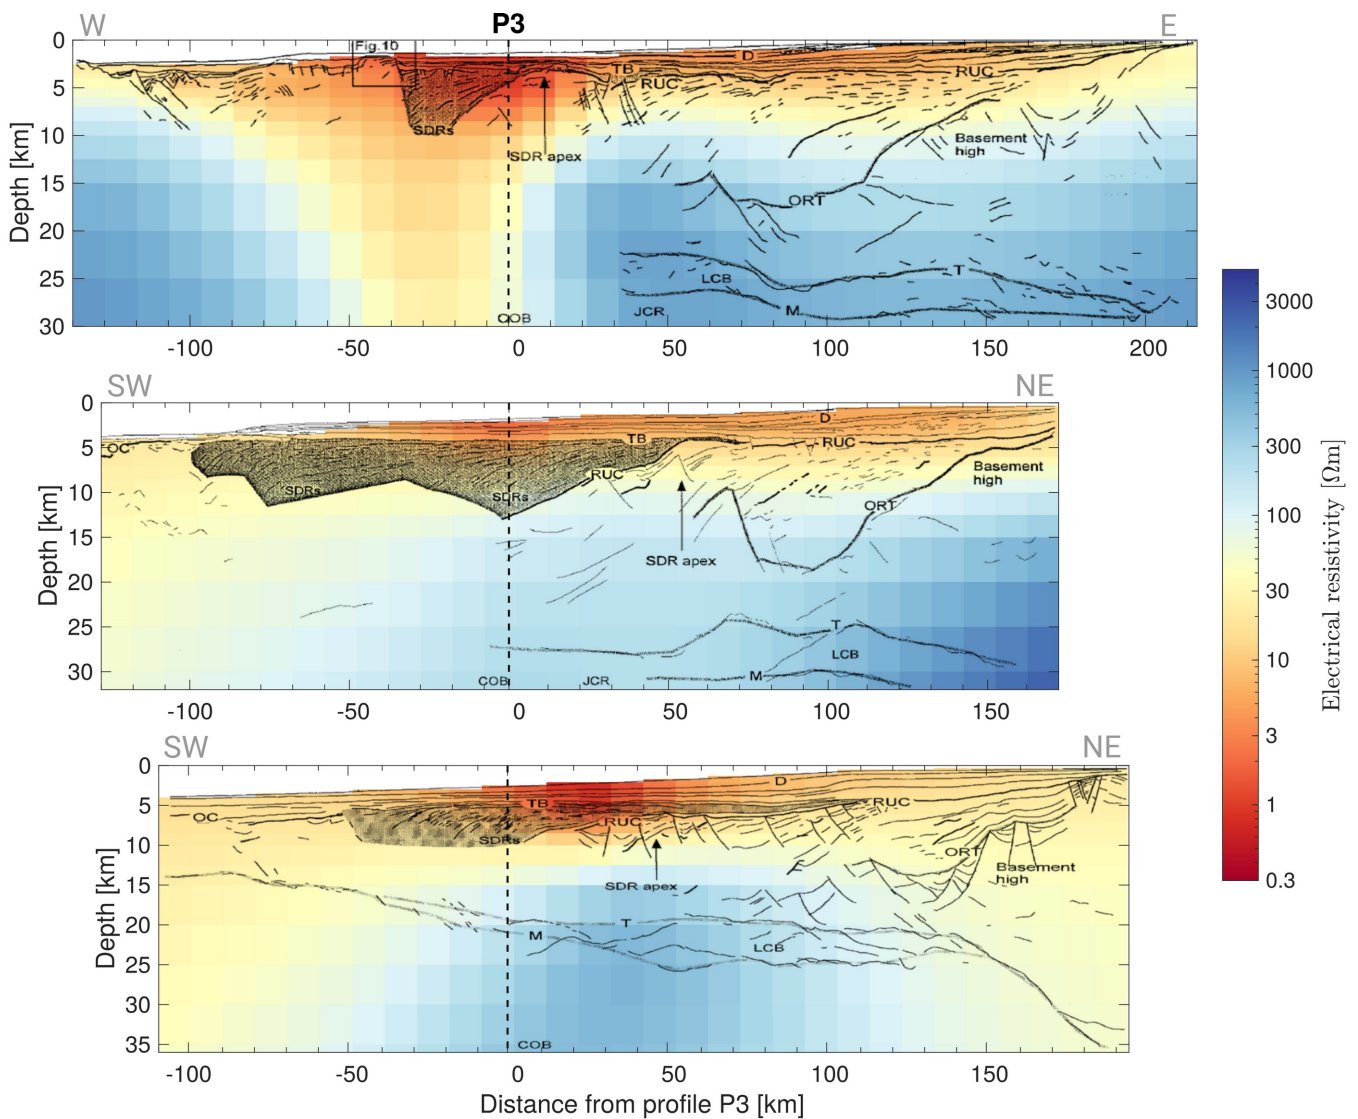 W
P3
E
0
5
10
15
20
25
30
Depth [km]
Fig.10
D
TB
RUC
RUC
SDRs
SDR apex
Basement
high
ORT
T
LCB
M
JCR
COB
-100
-50
0
50
100
150
200
SW
NE
0
5
10
15
20
25
30
Depth [km]
OC
D
TB
RUC
RUC
SDRs
SDRs
Basement
high
ORT
SDR apex
T
LCB
M
COB
JCR
-100
-50
0
50
100
150
SW
NE
0
5
10
15
20
25
30
35
Depth [km]
OC
D
TB
RUC
RUC
SDRs
ORT
Basement
high
SDR apex
T
M
LCB
COB
-100
-50
0
50
100
150
Distance from profile P3 [km]
3000
1000
300
100
30
10
3
1
0.3
Electrical resistivity [Ωm]